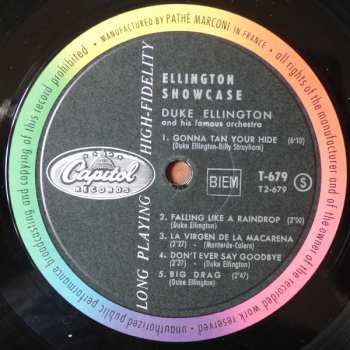 MANUFACTURED BY PATHÉ MARCONI IN FRANCE.
all rights of the manufacturer and of the owner of the recorded work reserved
unauthorized public performance broadcasting and copying of this record prohibited
LONG PLAYING HIGH-FIDELITY
ELLINGTON
SHOWCASE
DUKE ELLINGTON
and his famous orchestra
1. GONNA TAN YOUR HIDE (6'10)
(Duke Ellington-Billy Strayhorn)
Capitol
RECORDS
BIEM
T-679
T2-679
S
2. FALLING LIKE A RAINDROP (2'50)
(Duke Ellington)
3. LA VIRGEN DE LA MACARENA
(2'27) - (Monterde-Calero)
4. DON'T EVER SAY GOODBYE
(2'37) - (Duke Ellington)
5. BIG DRAG (2'47)
(Duke Ellington)